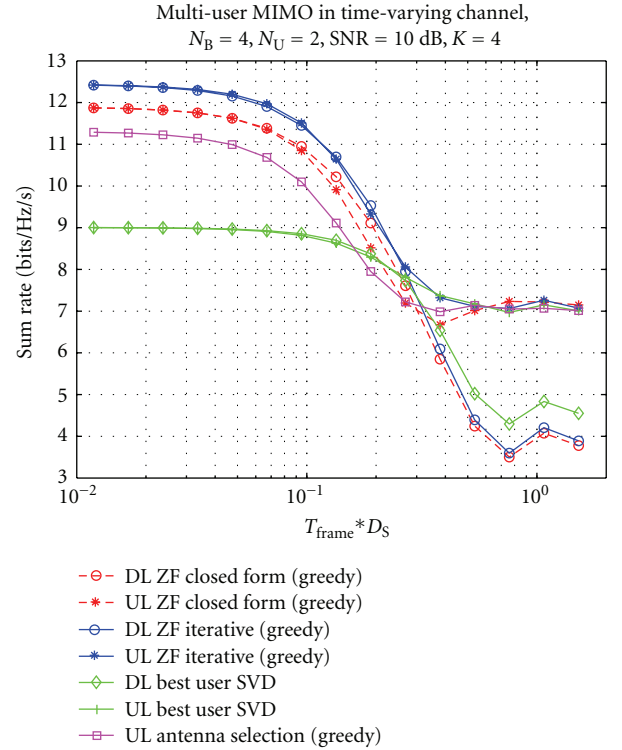 Multi-user MIMO in time-varying channel,
N_B = 4, N_U = 2, SNR = 10 dB, K = 4
13
12
11
10
9
8
7
6
5
4
3
Sum rate (bits/Hz/s)
10^−2
10^−1
10^0
T_frame*D_S
DL ZF closed form (greedy)
UL ZF closed form (greedy)
DL ZF iterative (greedy)
UL ZF iterative (greedy)
DL best user SVD
UL best user SVD
UL antenna selection (greedy)